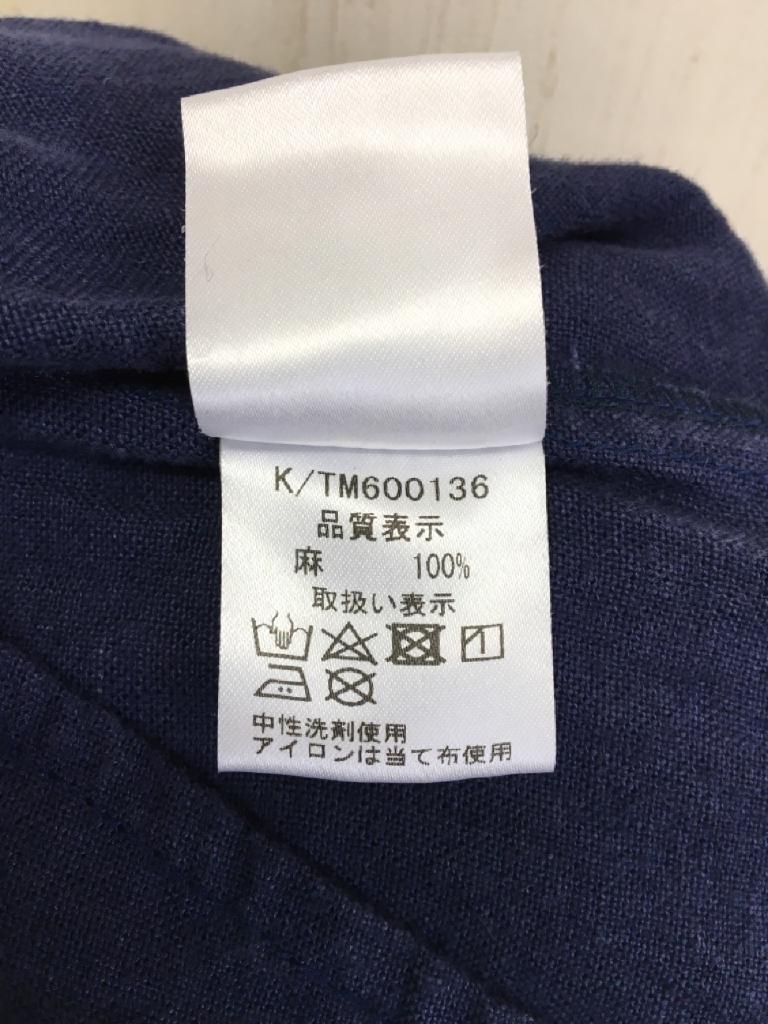 K/TM600136
品質表示
麻 100%
取扱い表示
中性洗剤使用
アイロンは当て布使用